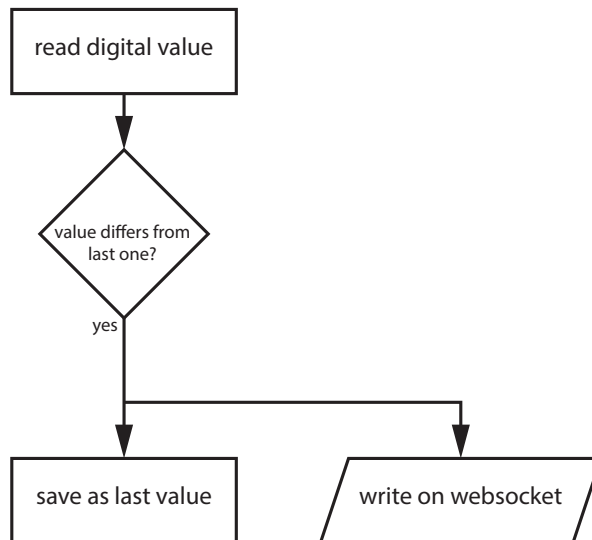 read digital value
value differs from
last one?
yes
save as last value
write on websocket